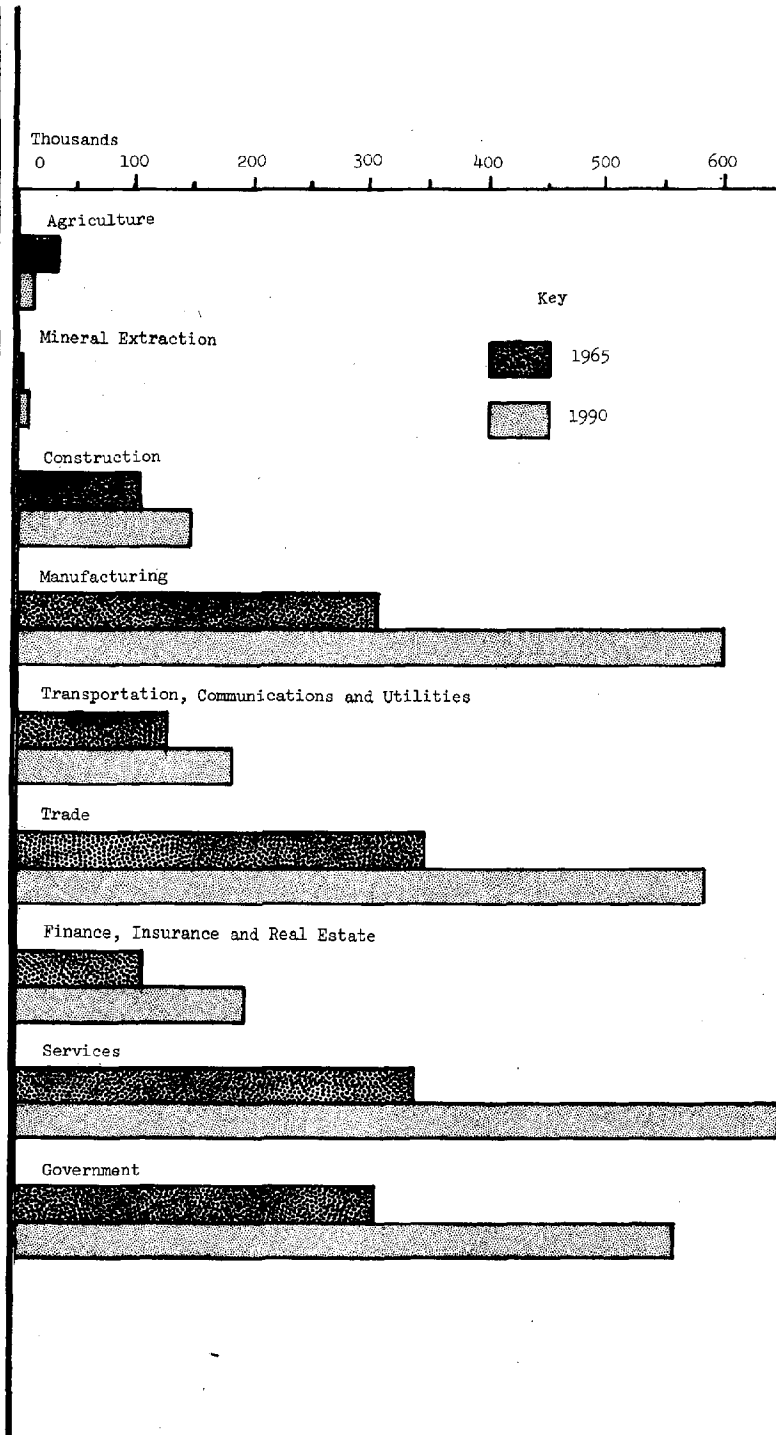 Thousands
0 100 200 300 400 500 600
Agriculture
Key
Mineral Extraction
1965
1990
Construction
Manufacturing
Transportation, Communications and Utilities
Trade
Finance, Insurance and Real Estate
Services
Government